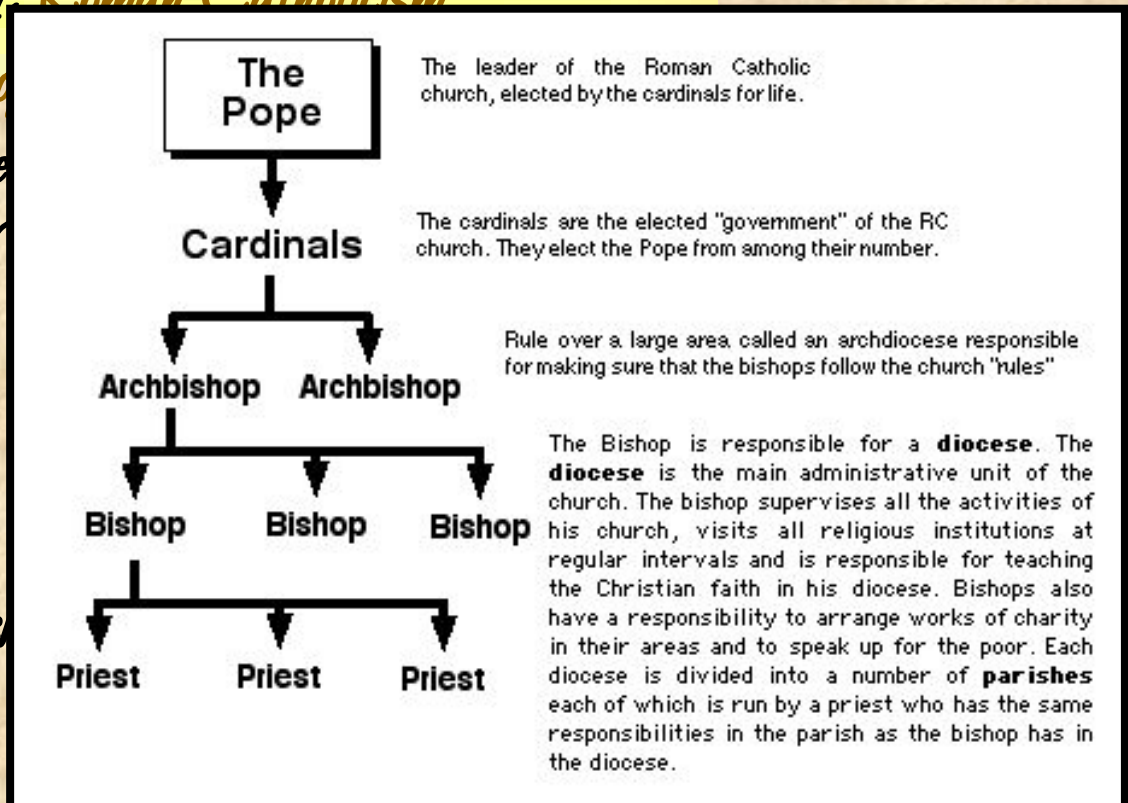 Roman Catholicism
The
Pope
The leader of the Roman Catholic
church, elected by the cardinals for life.
Cardinals
The cardinals are the elected "government" of the RC
church. They elect the Pope from among their number.
Rule over a large area called an archdiocese responsible
for making sure that the bishops follow the church "rules"
Archbishop Archbishop
The Bishop is responsible for a diocese. The
diocese is the main administrative unit of the
church. The bishop supervises all the activities of
his church, visits all religious institutions at
regular intervals and is responsible for teaching
the Christian faith in his diocese. Bishops also
have a responsibility to arrange works of charity
in their areas and to speak up for the poor. Each
diocese is divided into a number of parishes
each of which is run by a priest who has the same
responsibilities in the parish as the bishop has in
the diocese.
Bishop Bishop Bishop
Priest Priest Priest